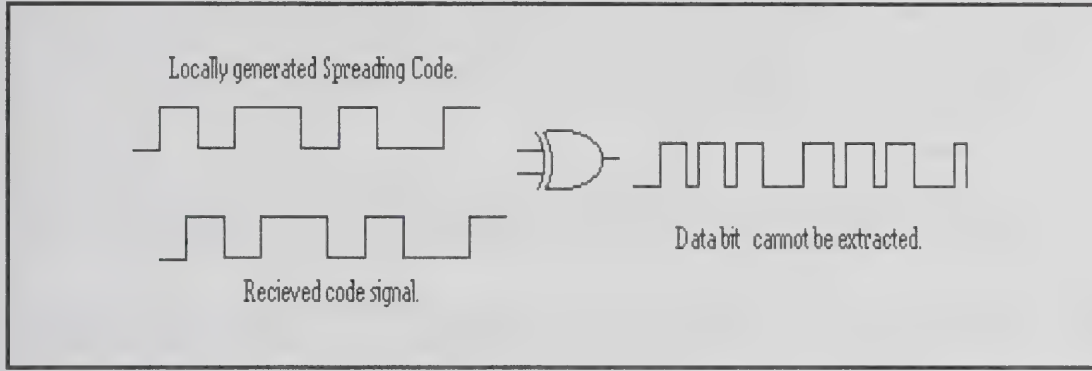 Locally generated Spreading Code.
Data bit cannot be extracted.
Recieved code signal.